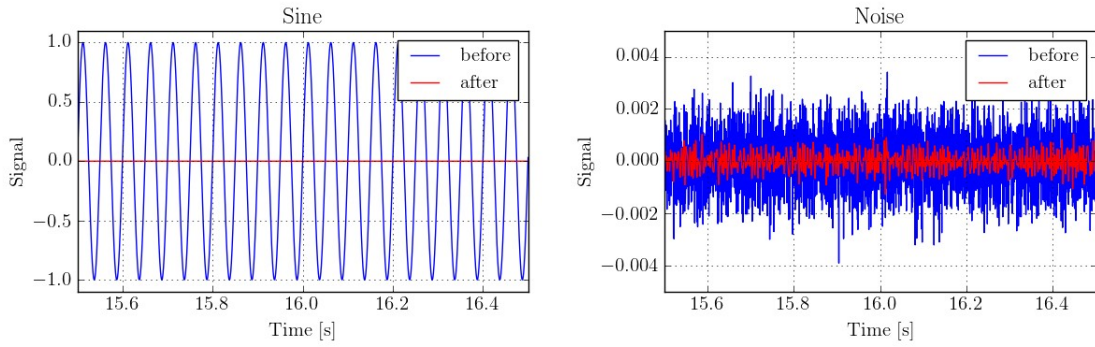 Sine
1.0
0.5
0.0
−0.5
−1.0
Signal
before
after
15.6 15.8 16.0 16.2 16.4
Time [s]
Noise
0.004
0.002
0.000
−0.002
−0.004
Signal
before
after
15.6 15.8 16.0 16.2 16.4
Time [s]